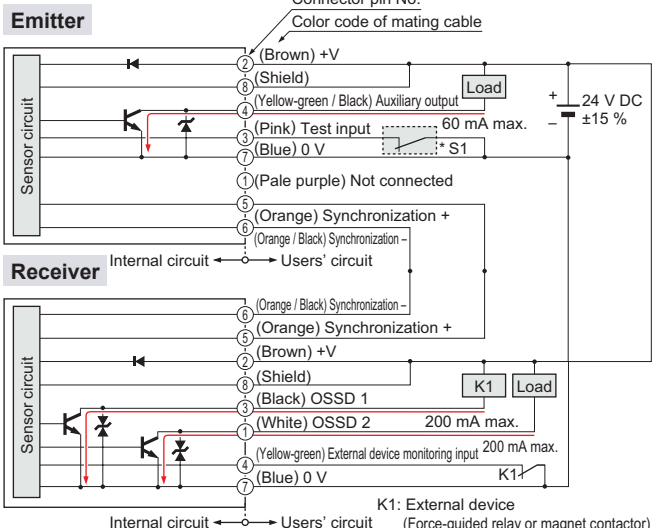 Connector pin No.
Emitter
Color code of mating cable
2 (Brown) +V
8 (Shield)
Load
4 (Yellow-green / Black) Auxiliary output
+ 24 V DC
– ±15 %
60 mA max.
3 (Pink) Test input
* S1
7 (Blue) 0 V
Sensor circuit
1 (Pale purple) Not connected
5
(Orange) Synchronization +
6
(Orange / Black) Synchronization –
Internal circuit Users' circuit
Receiver
(Orange / Black) Synchronization –
6
(Orange) Synchronization +
5
(Brown) +V
2
(Shield)
8
K1 Load
(Black) OSSD 1
3
(White) OSSD 2 200 mA max.
1
Sensor circuit
(Yellow-green) External device monitoring input 200 mA max.
4
K1
(Blue) 0 V
7
K1: External device
Internal circuit Users' circuit (Force-guided relay or magnet contactor)